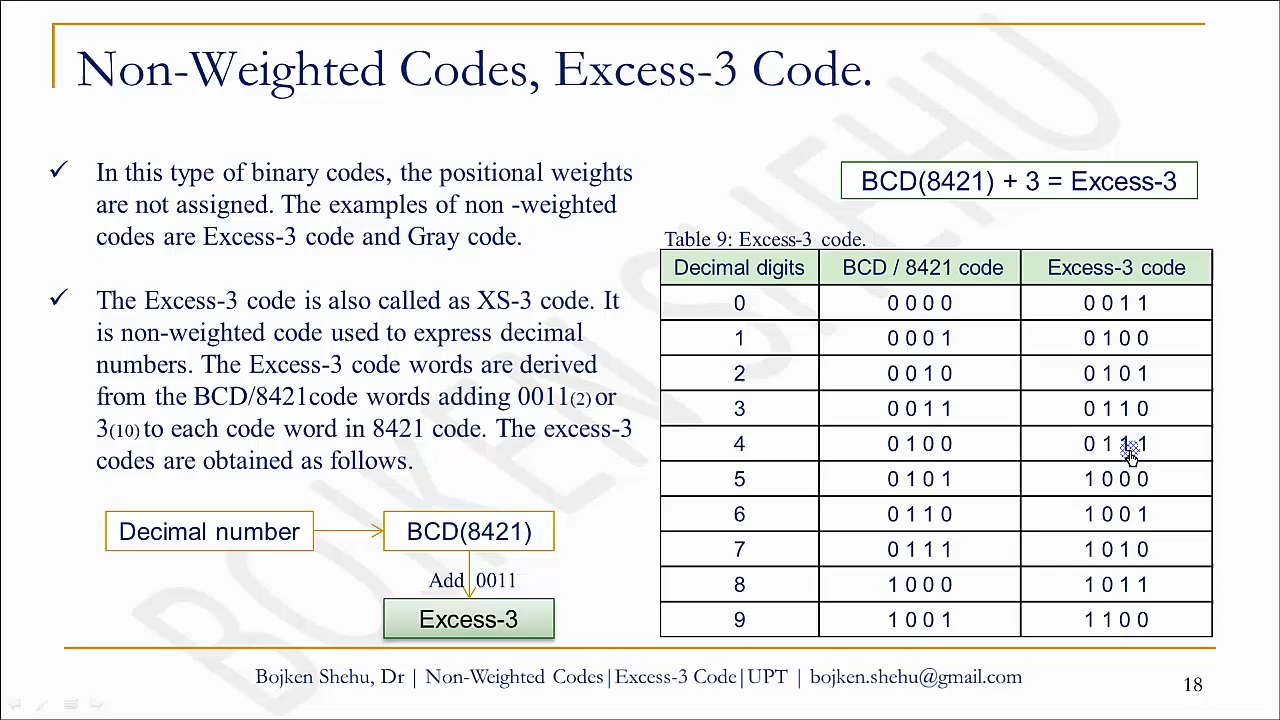 Non-Weighted Codes, Excess-3 Code.
In this type of binary codes, the positional weights
are not assigned. The examples of non -weighted
codes are Excess-3 code and Gray code.
The Excess-3 code is also called as XS-3 code. It
is non-weighted code used to express decimal
numbers. The Excess-3 code words are derived
from the BCD/8421code words adding 0011(2) or
3(10) to each code word in 8421 code. The excess-3
codes are obtained as follows.
Decimal number
BCD(8421)
Add 0011
Excess-3
BCD(8421) + 3 = Excess-3
Table 9: Excess-3 code.
Decimal digits BCD / 8421 code Excess-3 code
0 0 0 0 0 0 0 1 1
1 0 0 0 1 0 1 0 0
2 0 0 1 0 0 1 0 1
3 0 0 1 1 0 1 1 0
4 0 1 0 0 0 1 1 1
5 0 1 0 1 1 0 0 0
6 0 1 1 0 1 0 0 1
7 0 1 1 1 1 0 1 0
8 1 0 0 0 1 0 1 1
9 1 0 0 1 1 1 0 0
Bojken Shehu, Dr | Non-Weighted Codes|Excess-3 Code|UPT | bojken.shehu@gmail.com
18
BOJKEN SHEHU